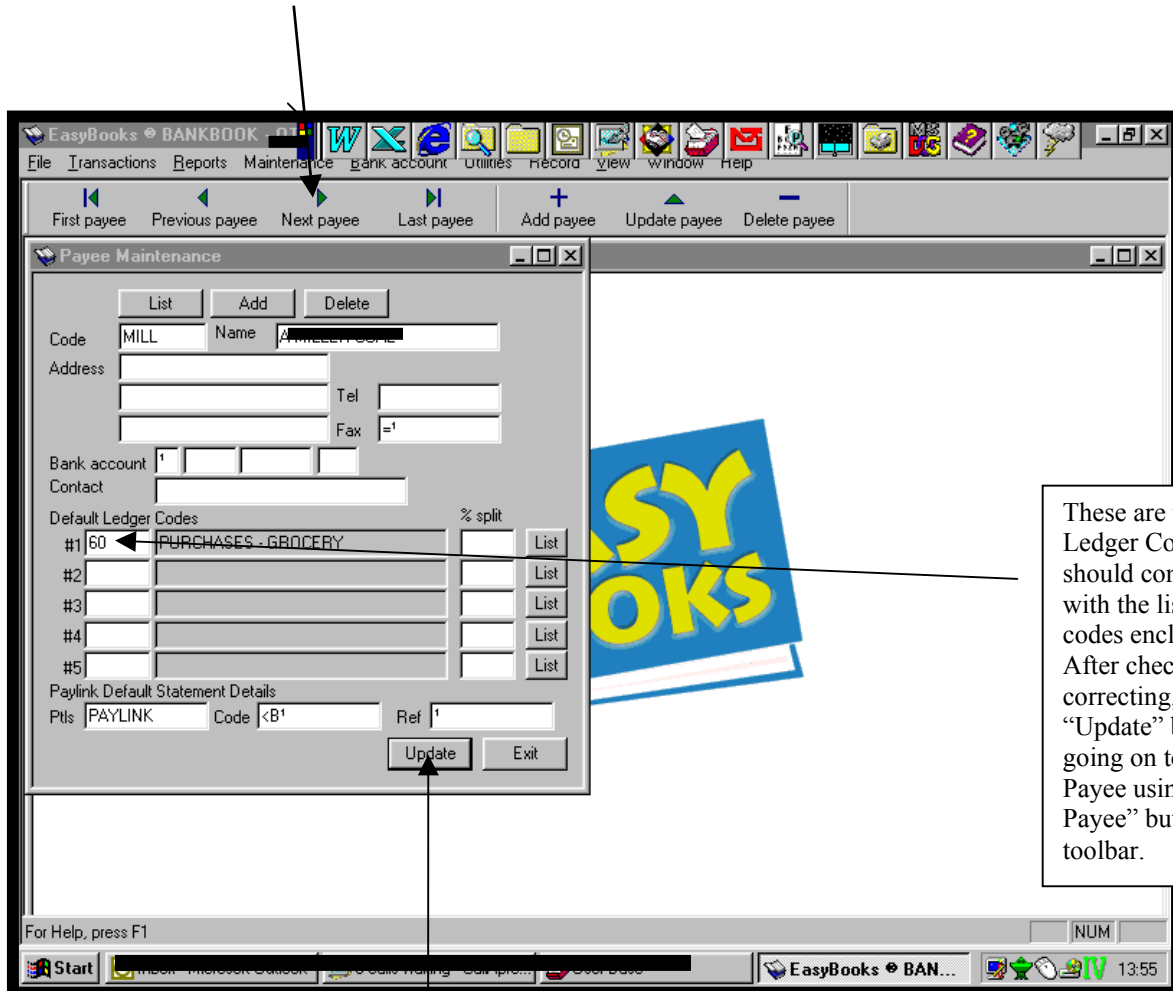 EasyBooks ® BANKBOOK -
File Transactions Reports Maintenance Bank account Utilities Record View Window Help
First payee Previous payee Next payee Last payee Add payee Update payee Delete payee
Payee Maintenance
List Add Delete
Code MILL Name
Address
Tel
Fax =¹
Bank account ¹
Contact
Default Ledger Codes % split
#1 60 PURCHASES - GROCERY List
#2 List
#3 List
#4 List
#5 List
Paylink Default Statement Details
Ptls PAYLINK Code <B¹ Ref ¹
Update Exit
ASY
OOKS
These are
Ledger Co
should cor
with the lis
codes encl
After chec
correcting,
“Update” b
going on to
Payee usin
Payee” bu
toolbar.
For Help, press F1 NUM
Start EasyBooks ® BAN... 13:55